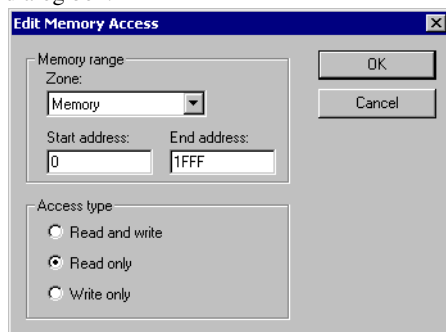 Edit Memory Access
Memory range
Zone:
Memory
Start address: End address:
0 1FFF
Access type
Read and write
Read only
Write only
OK
Cancel